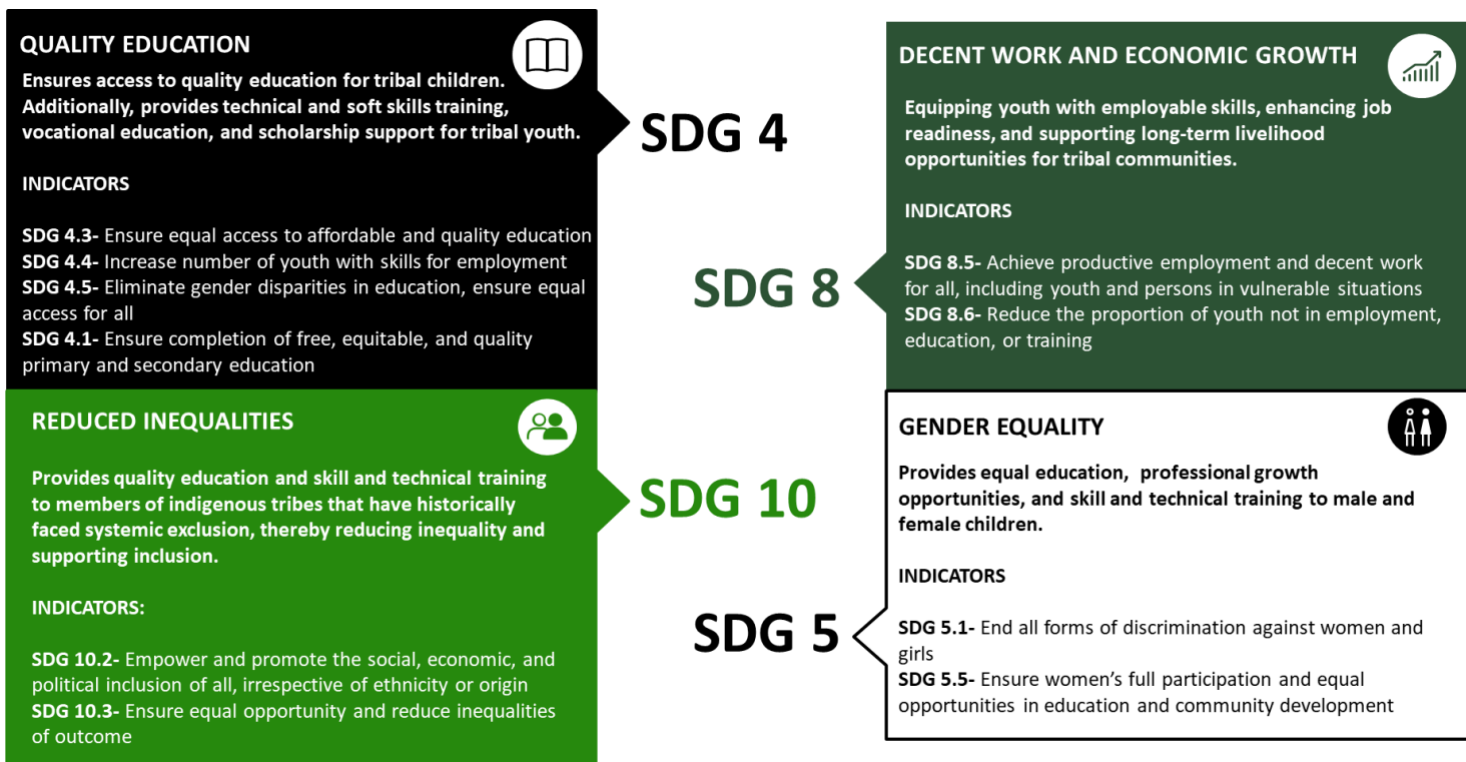 QUALITY EDUCATION
Ensures access to quality education for tribal children.
Additionally, provides technical and soft skills training,
vocational education, and scholarship support for tribal youth.
INDICATORS
SDG 4.3- Ensure equal access to affordable and quality education
SDG 4.4- Increase number of youth with skills for employment
SDG 4.5- Eliminate gender disparities in education, ensure equal
access for all
SDG 4.1- Ensure completion of free, equitable, and quality
primary and secondary education
SDG 4
DECENT WORK AND ECONOMIC GROWTH
Equipping youth with employable skills, enhancing job
readiness, and supporting long-term livelihood
opportunities for tribal communities.
INDICATORS
SDG 8.5- Achieve productive employment and decent work
for all, including youth and persons in vulnerable situations
SDG 8.6- Reduce the proportion of youth not in employment,
education, or training
SDG 8
REDUCED INEQUALITIES
Provides quality education and skill and technical training
to members of indigenous tribes that have historically
faced systemic exclusion, thereby reducing inequality and
supporting inclusion.
INDICATORS:
SDG 10.2- Empower and promote the social, economic, and
political inclusion of all, irrespective of ethnicity or origin
SDG 10.3- Ensure equal opportunity and reduce inequalities
of outcome
SDG 10
GENDER EQUALITY
Provides equal education, professional growth
opportunities, and skill and technical training to male and
female children.
INDICATORS
SDG 5.1- End all forms of discrimination against women and
girls
SDG 5.5- Ensure women’s full participation and equal
opportunities in education and community development
SDG 5